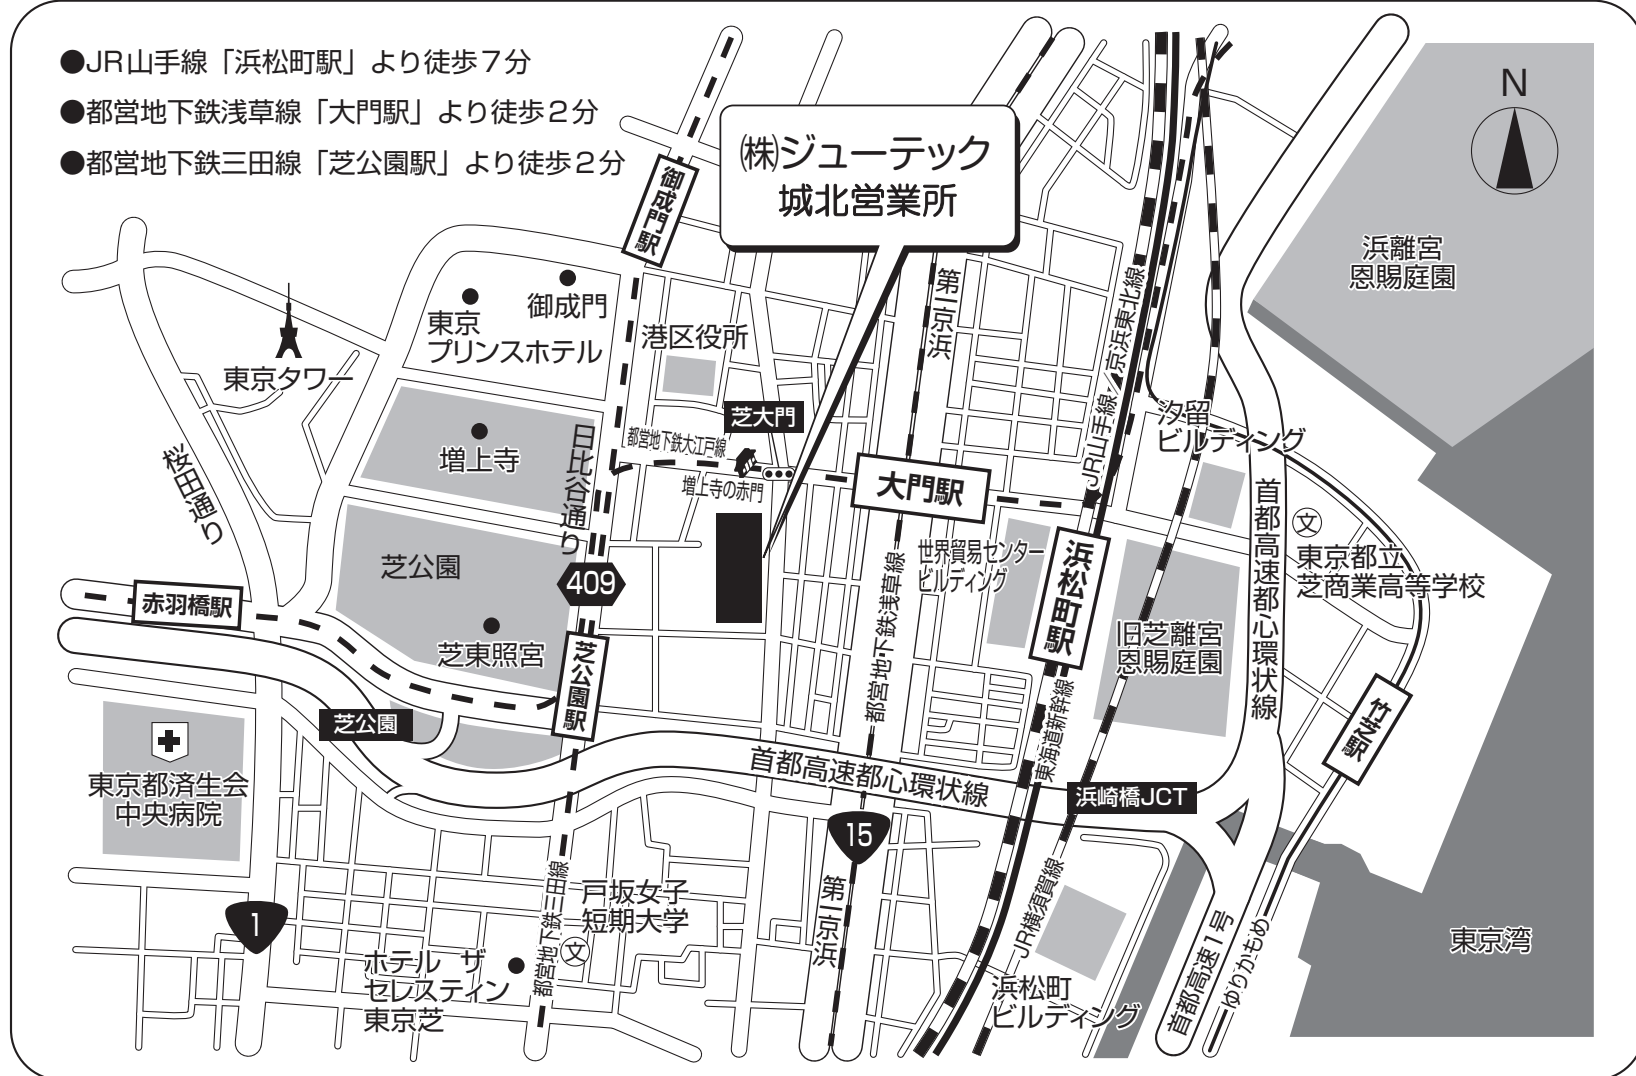 ●JR山手線「浜松町駅」より徒歩7分
●都営地下鉄浅草線「大門駅」より徒歩2分
●都営地下鉄三田線「芝公園駅」より徒歩2分
㈱ジューテック
城北営業所
N
浜離宮
恩賜庭園
御成門駅
御成門
東京
プリンスホテル
港区役所
第一京浜
JR山手線／京浜東北線
東京タワー
芝大門
汐留
ビルディング
桜田通り
増上寺
日比谷通り
都営地下鉄大江戸線
増上寺の赤門
大門駅
首都高速都心環状線
文
東京都立
芝商業高等学校
芝公園
409
世界貿易センター
ビルディング
浜松町駅
赤羽橋駅
芝東照宮
芝公園駅
都営地下鉄浅草線
旧芝離宮
恩賜庭園
竹芝駅
芝公園
東海道新幹線
東京都済生会
中央病院
首都高速都心環状線
浜崎橋JCT
15
1
都営地下鉄三田線
戸坂女子
短期大学
文
第一京浜
JR横須賀線
首都高速1号
ゆりかもめ
東京湾
ホテル ザ
セレスティン
東京芝
浜松町
ビルディング